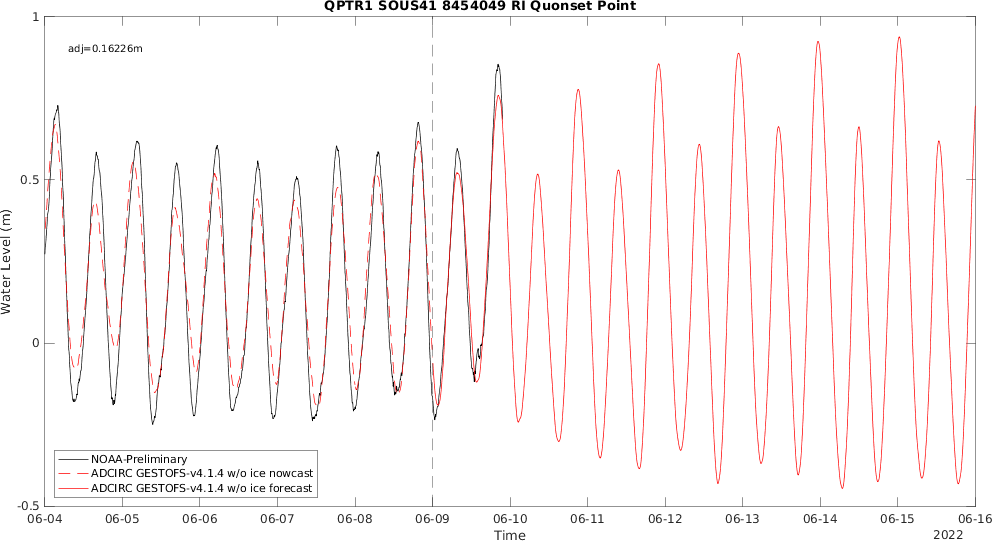 QPTR1 SOUS41 8454049 RI Quonset Point
adj=0.16226m
1
0.5
0
-0.5
Water Level (m)
NOAA-Preliminary
ADCIRC GESTOFS-v4.1.4 w/o ice nowcast
ADCIRC GESTOFS-v4.1.4 w/o ice forecast
06-04 06-05 06-06 06-07 06-08 06-09 06-10 06-11 06-12 06-13 06-14 06-15 06-16
Time
2022